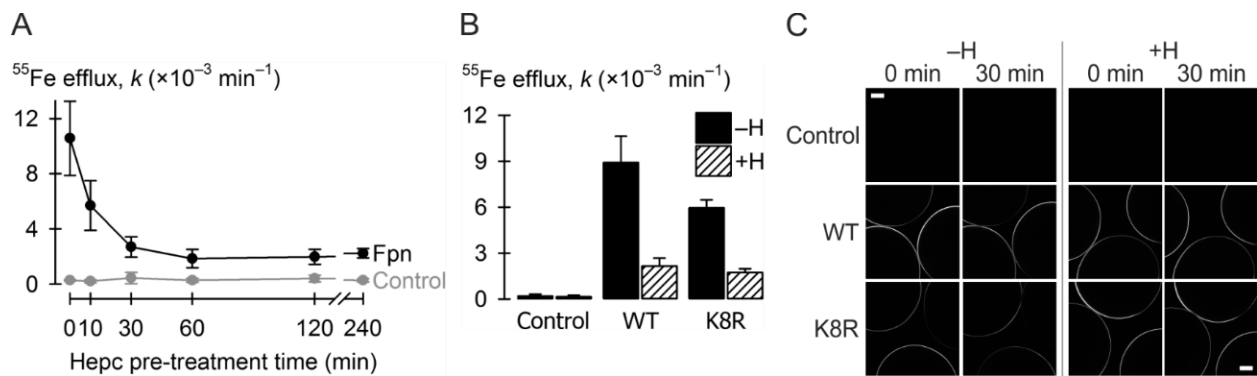 A
⁵⁵Fe efflux, k (×10⁻³ min⁻¹)
12
8
4
0
Fpn
Control
0 10 30 60 120 240
Hepc pre-treatment time (min)
B
⁵⁵Fe efflux, k (×10⁻³ min⁻¹)
12
9
6
3
0
–H
+H
Control WT K8R
C
–H +H
0 min 30 min 0 min 30 min
Control
WT
K8R